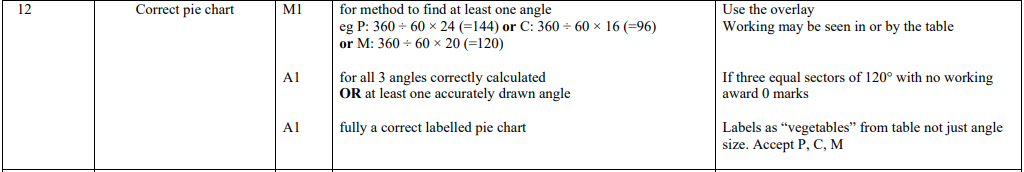 12
Correct pie chart
M1
for method to find at least one angle
eg P: 360 ÷ 60 × 24 (=144) or C: 360 ÷ 60 × 16 (=96)
or M: 360 ÷ 60 × 20 (=120)
Use the overlay
Working may be seen in or by the table
A1
for all 3 angles correctly calculated
OR at least one accurately drawn angle
If three equal sectors of 120° with no working
award 0 marks
A1
fully a correct labelled pie chart
Labels as “vegetables” from table not just angle
size. Accept P, C, M